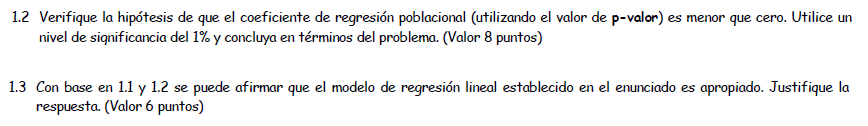 1.2 Verifique la hipótesis de que el coeficiente de regresión poblacional (utilizando el valor de p-valor) es menor que cero. Utilice un
nivel de significancia del 1% y concluya en términos del problema. (Valor 8 puntos)
1.3 Con base en 1.1 y 1.2 se puede afirmar que el modelo de regresión lineal establecido en el enunciado es apropiado. Justifique la
respuesta. (Valor 6 puntos)